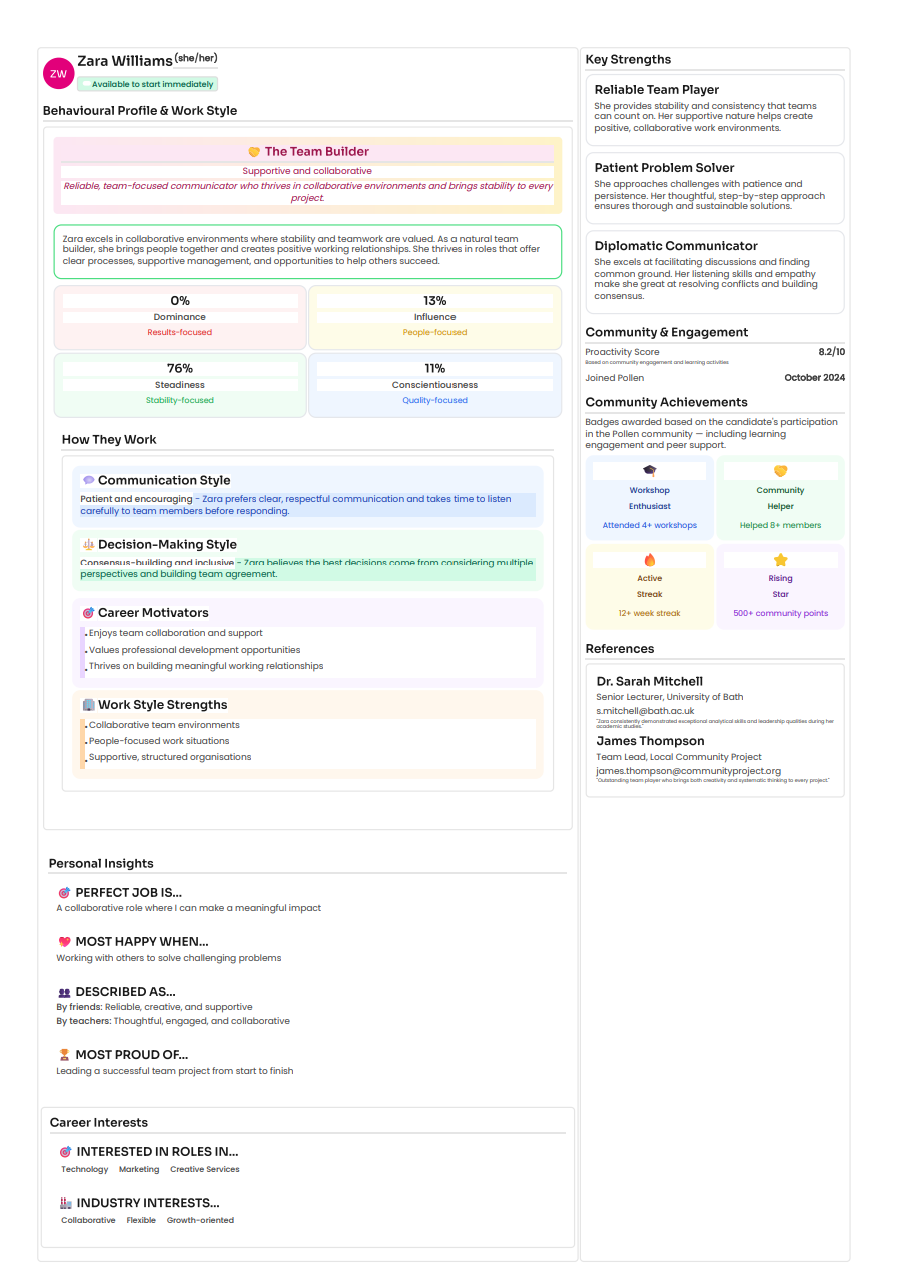 ZW
Zara Williams (she/her)
Available to start immediately
Behavioural Profile & Work Style
The Team Builder
Supportive and collaborative
Reliable, team-focused communicator who thrives in collaborative environments and brings stability to every
project.
Zara excels in collaborative environments where stability and teamwork are valued. As a natural team
builder, she brings people together and creates positive working relationships. She thrives in roles that offer
clear processes, supportive management, and opportunities to help others succeed.
0%
Dominance
Results-focused
13%
Influence
People-focused
76%
Steadiness
Stability-focused
11%
Conscientiousness
Quality-focused
How They Work
Communication Style
Patient and encouraging - Zara prefers clear, respectful communication and takes time to listen
carefully to team members before responding.
Decision-Making Style
Consensus-building and inclusive - Zara believes the best decisions come from considering multiple
perspectives and building team agreement.
Career Motivators
Enjoys team collaboration and support
Values professional development opportunities
Thrives on building meaningful working relationships
Work Style Strengths
Collaborative team environments
People-focused work situations
Supportive, structured organisations
Personal Insights
PERFECT JOB IS...
A collaborative role where I can make a meaningful impact
MOST HAPPY WHEN...
Working with others to solve challenging problems
DESCRIBED AS...
By friends: Reliable, creative, and supportive
By teachers: Thoughtful, engaged, and collaborative
MOST PROUD OF...
Leading a successful team project from start to finish
Career Interests
INTERESTED IN ROLES IN...
Technology Marketing Creative Services
INDUSTRY INTERESTS...
Collaborative Flexible Growth-oriented
Key Strengths
Reliable Team Player
She provides stability and consistency that teams
can count on. Her supportive nature helps create
positive, collaborative work environments.
Patient Problem Solver
She approaches challenges with patience and
persistence. Her thoughtful, step-by-step approach
ensures thorough and sustainable solutions.
Diplomatic Communicator
She excels at facilitating discussions and finding
common ground. Her listening skills and empathy
make she great at resolving conflicts and building
consensus.
Community & Engagement
Proactivity Score 8.2/10
Based on community engagement and learning activities
Joined Pollen October 2024
Community Achievements
Badges awarded based on the candidate's participation
in the Pollen community — including learning
engagement and peer support.
Workshop
Enthusiast
Attended 4+ workshops
Community
Helper
Helped 8+ members
Active
Streak
12+ week streak
Rising
Star
500+ community points
References
Dr. Sarah Mitchell
Senior Lecturer, University of Bath
s.mitchell@bath.ac.uk
"Zara consistently demonstrated exceptional analytical skills and leadership qualities during her
academic studies."
James Thompson
Team Lead, Local Community Project
james.thompson@communityproject.org
"Outstanding team player who brings both creativity and systematic thinking to every project."